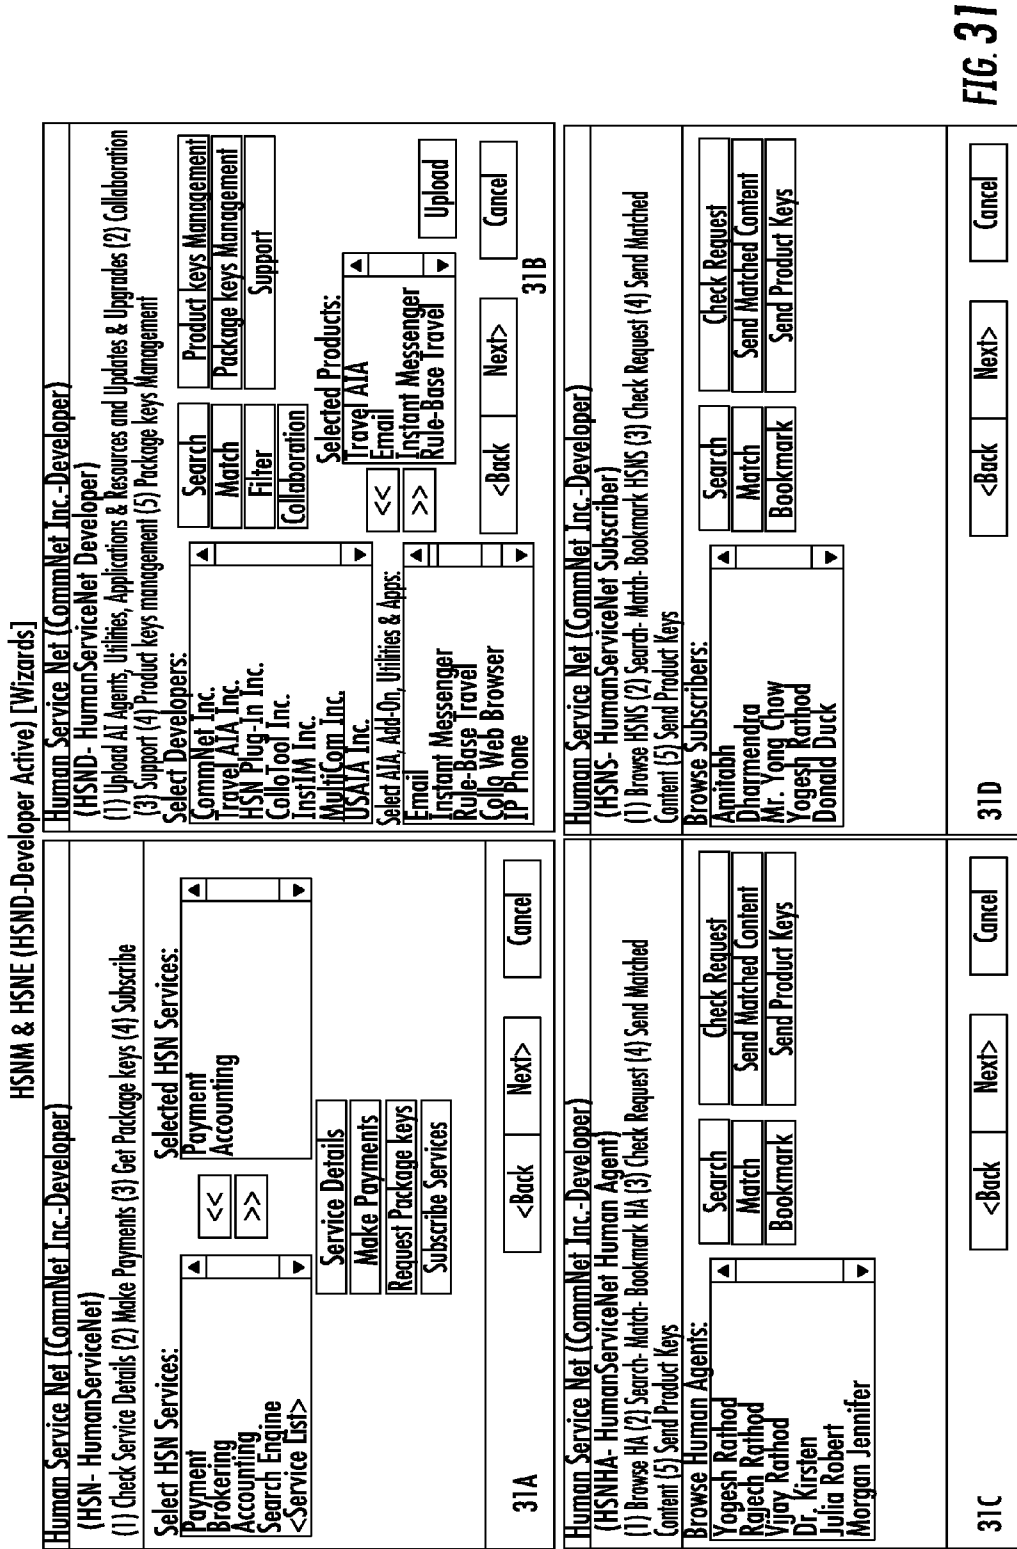 HSNM & HSNE (HSND-Developer Active) [Wizards]
Human Service Net (CommNet Inc.-Developer)
(HSN- HumanServiceNet)
(1) Check Service Details (2) Make Payments (3) Get Package keys (4) Subscribe
Select HSN Services:
Payment
Brokering
Accounting
Search Engine
<Service List>
<<
>>
Selected HSN Services:
Payment
Accounting
Service Details
Make Payments
Request Package keys
Subscribe Services
<Back
Next>
Cancel
31A
Human Service Net (CommNet Inc.-Developer)
(HSND- HumanServiceNet Developer)
(1) Upload AI Agents, Utilities, Applications & Resources and Updates & Upgrades (2) Collaboration
(3) Support (4) Product keys management (5) Package keys Management
Select Developers:
CommNet Inc.
Travel AIA Inc.
HSN Plug-In Inc.
ColloTool Inc.
InstIM Inc.
MultiCom Inc.
USATA Inc.
Search
Match
Filter
Collaboration
Product keys Management
Package keys Management
Support
Select AIA, Add-On, Utilities & Apps:
Email
Instant Messenger
Rule-Base Travel
Collo Web Browser
IP Phone
<<
>>
Selected Products:
Travel AIA
Email
Instant Messenger
Rule-Base Travel
Upload
<Back
Next>
Cancel
31B
Human Service Net (CommNet Inc.-Developer)
(HSNHA- HumanServiceNet Human Agent)
(1) Browse HA (2) Search- Match- Bookmark HA (3) Check Request (4) Send Matched
Content (5) Send Product Keys
Browse Human Agents:
Yogesh Rathod
Rajech Rathod
Vijay Rathod
Dr. Kirsten
Julia Robert
Morgan Jennifer
Search
Match
Bookmark
Check Request
Send Matched Content
Send Product Keys
<Back
Next>
Cancel
31C
Human Service Net (CommNet Inc.-Developer)
(HSNS- HumanServiceNet Subscriber)
(1) Browse HSNS (2) Search- Match- Bookmark HSNS (3) Check Request (4) Send Matched
Content (5) Send Product Keys
Browse Subscribers:
Amitabh
Dharmendra
Mr. Yong Chow
Yogesh Rathod
Donald Duck
Search
Match
Bookmark
Check Request
Send Matched Content
Send Product Keys
<Back
Next>
Cancel
31D
FIG. 31